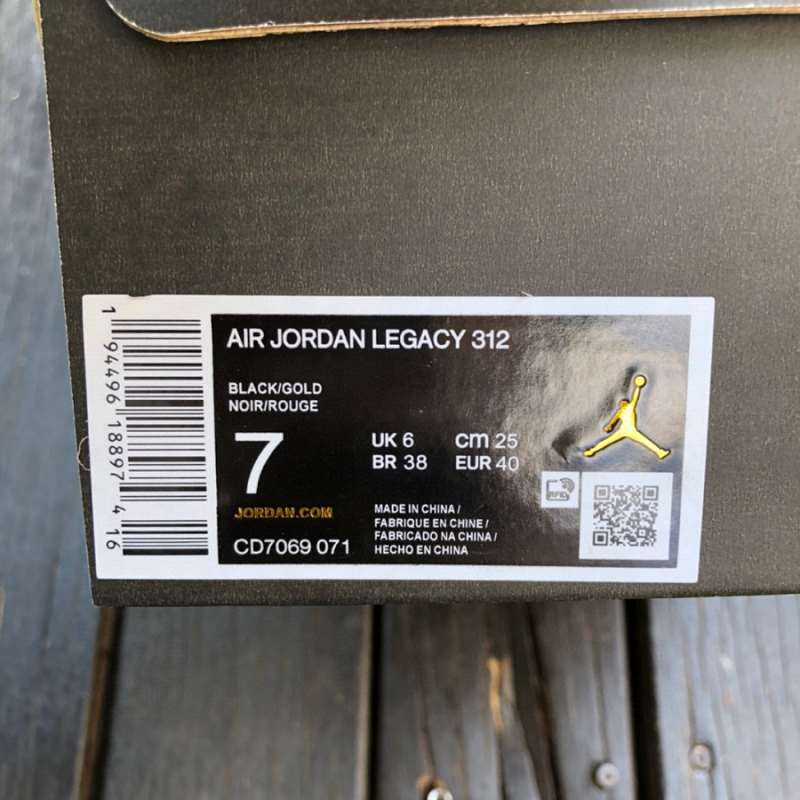 AIR JORDAN LEGACY 312
BLACK/GOLD
NOIR/ROUGE
7
UK 6 cm 25
BR 38 EUR 40
JORDAN.COM
CD7069 071
MADE IN CHINA /
FABRIQUE EN CHINE /
FABRICADO NA CHINA /
HECHO EN CHINA
RFID
1 94496 18897 4 16